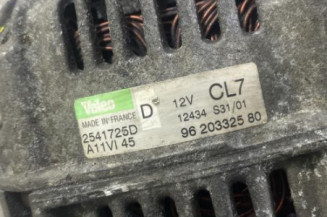 Valeo
MADE IN FRANCE
D
12V CL7
2541725D
12434 S31/01
A11VI 45
96 203325 80